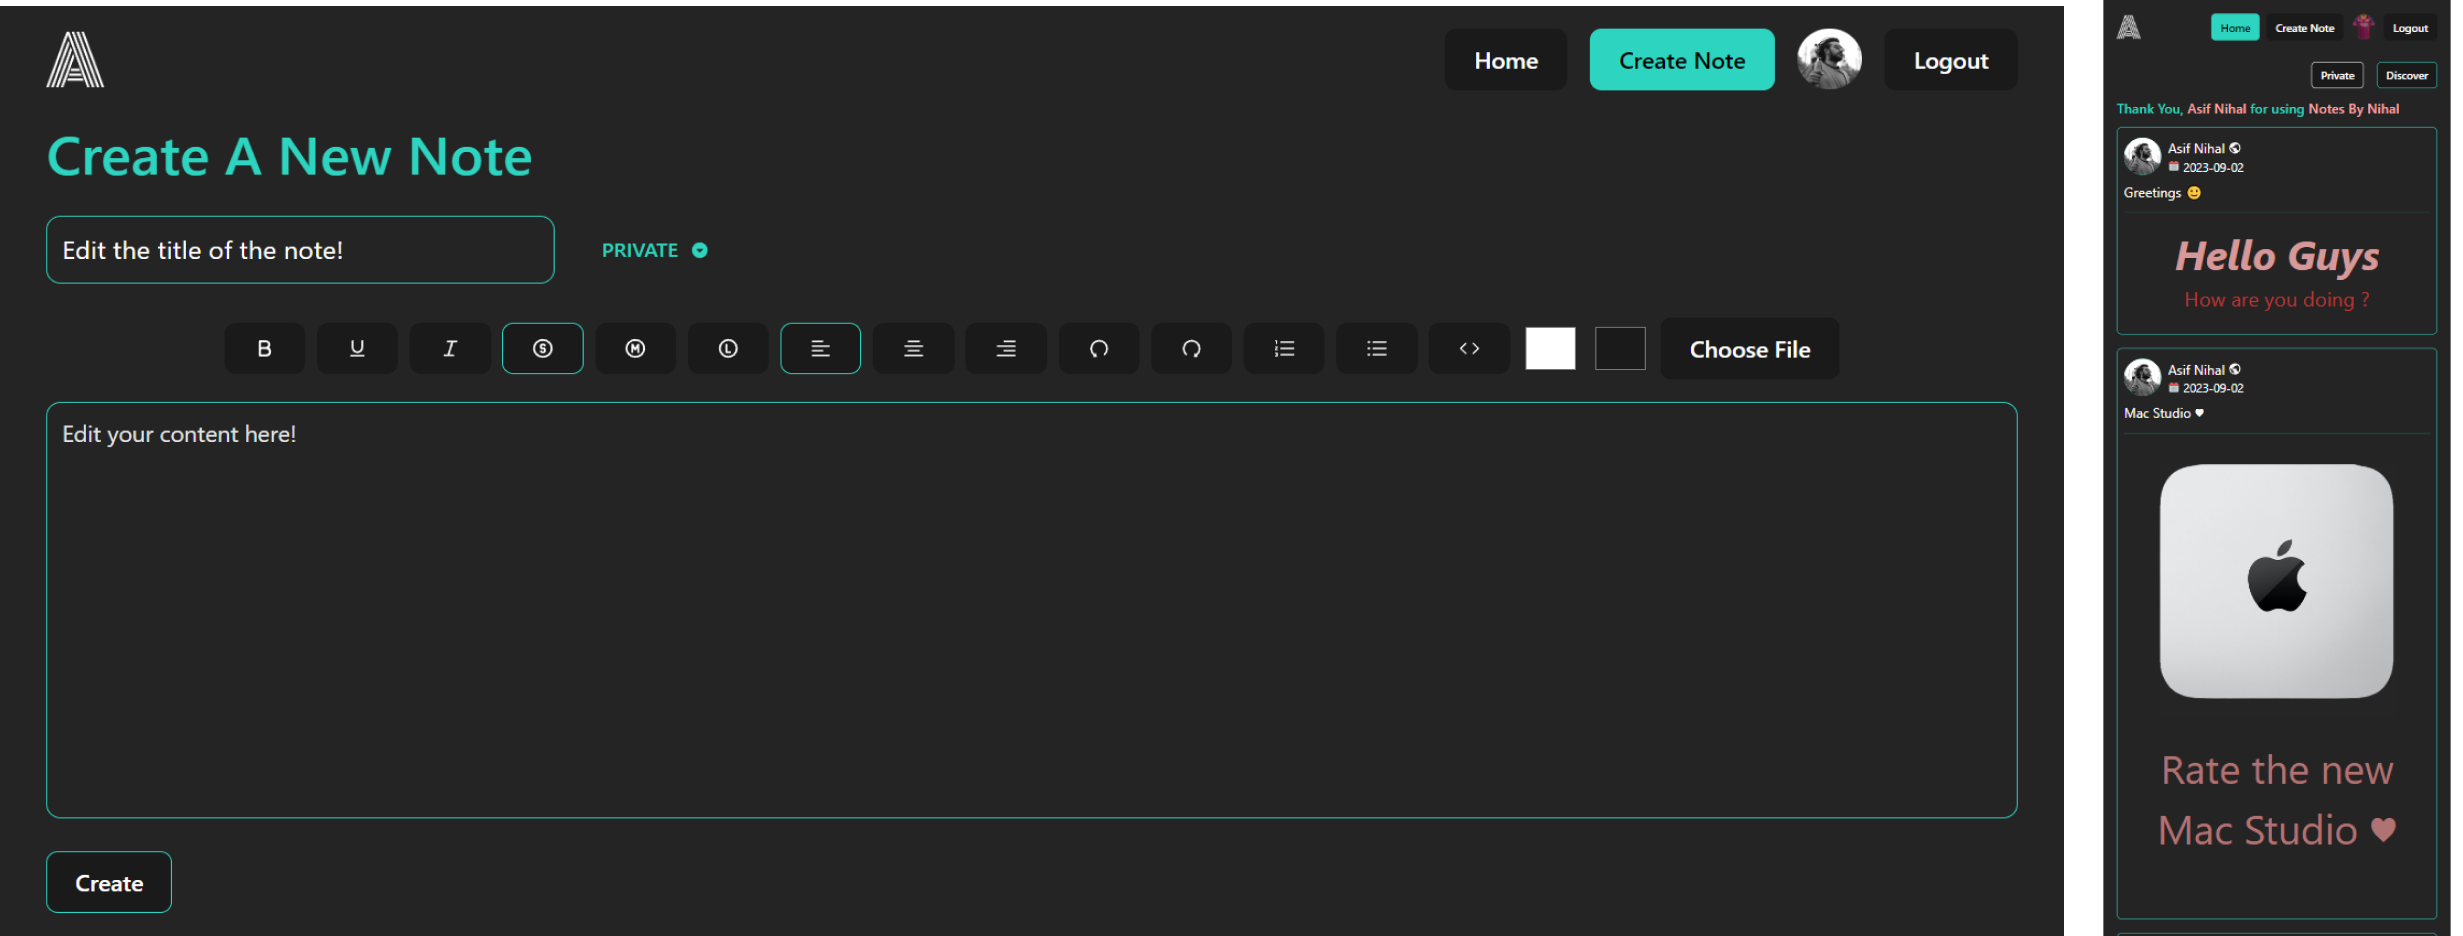 Home Create Note Logout
Create A New Note
Edit the title of the note! PRIVATE
B U I S M L Choose File
Edit your content here!
Create
Home Create Note Logout
Private Discover
Thank You, Asif Nihal for using Notes By Nihal
Asif Nihal
2023-09-02
Greetings 🙂
Hello Guys
How are you doing ?
Asif Nihal
2023-09-02
Mac Studio ♥
Rate the new
Mac Studio ♥